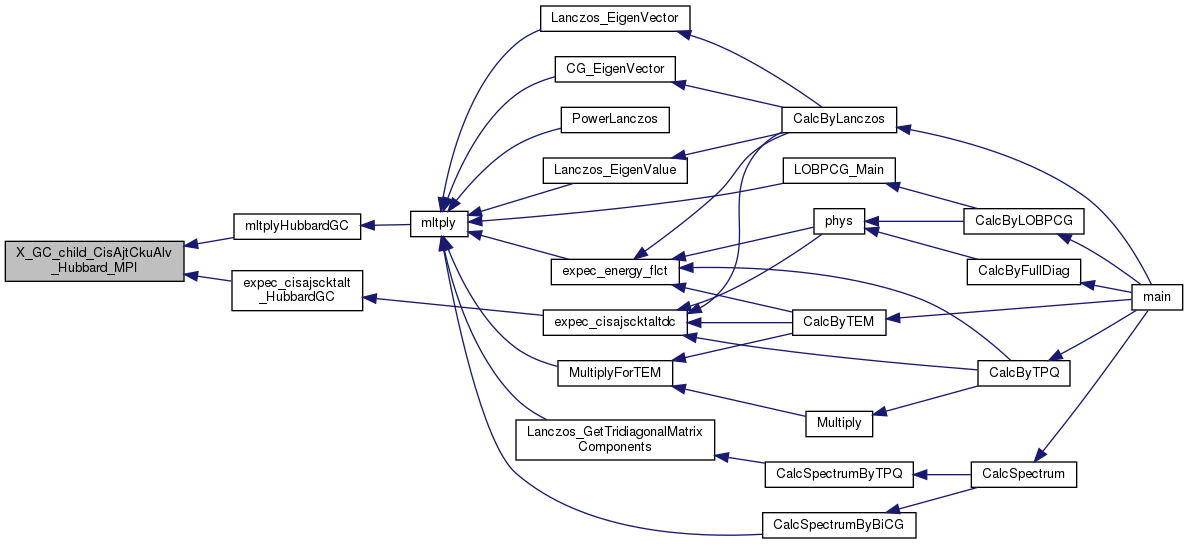 Lanczos_EigenVector
CG_EigenVector
PowerLanczos
CalcByLanczos
Lanczos_EigenValue
LOBPCG_Main
mltplyHubbardGC
mltply
phys
CalcByLOBPCG
X_GC_child_CisAjtCkuAlv
_Hubbard_MPI
expec_energy_flct
CalcByFullDiag
expec_cisajscktalt
_HubbardGC
main
expec_cisajscktaltdc
CalcByTEM
MultiplyForTEM
CalcByTPQ
Multiply
Lanczos_GetTridiagonalMatrix
Components
CalcSpectrumByTPQ
CalcSpectrum
CalcSpectrumByBiCG